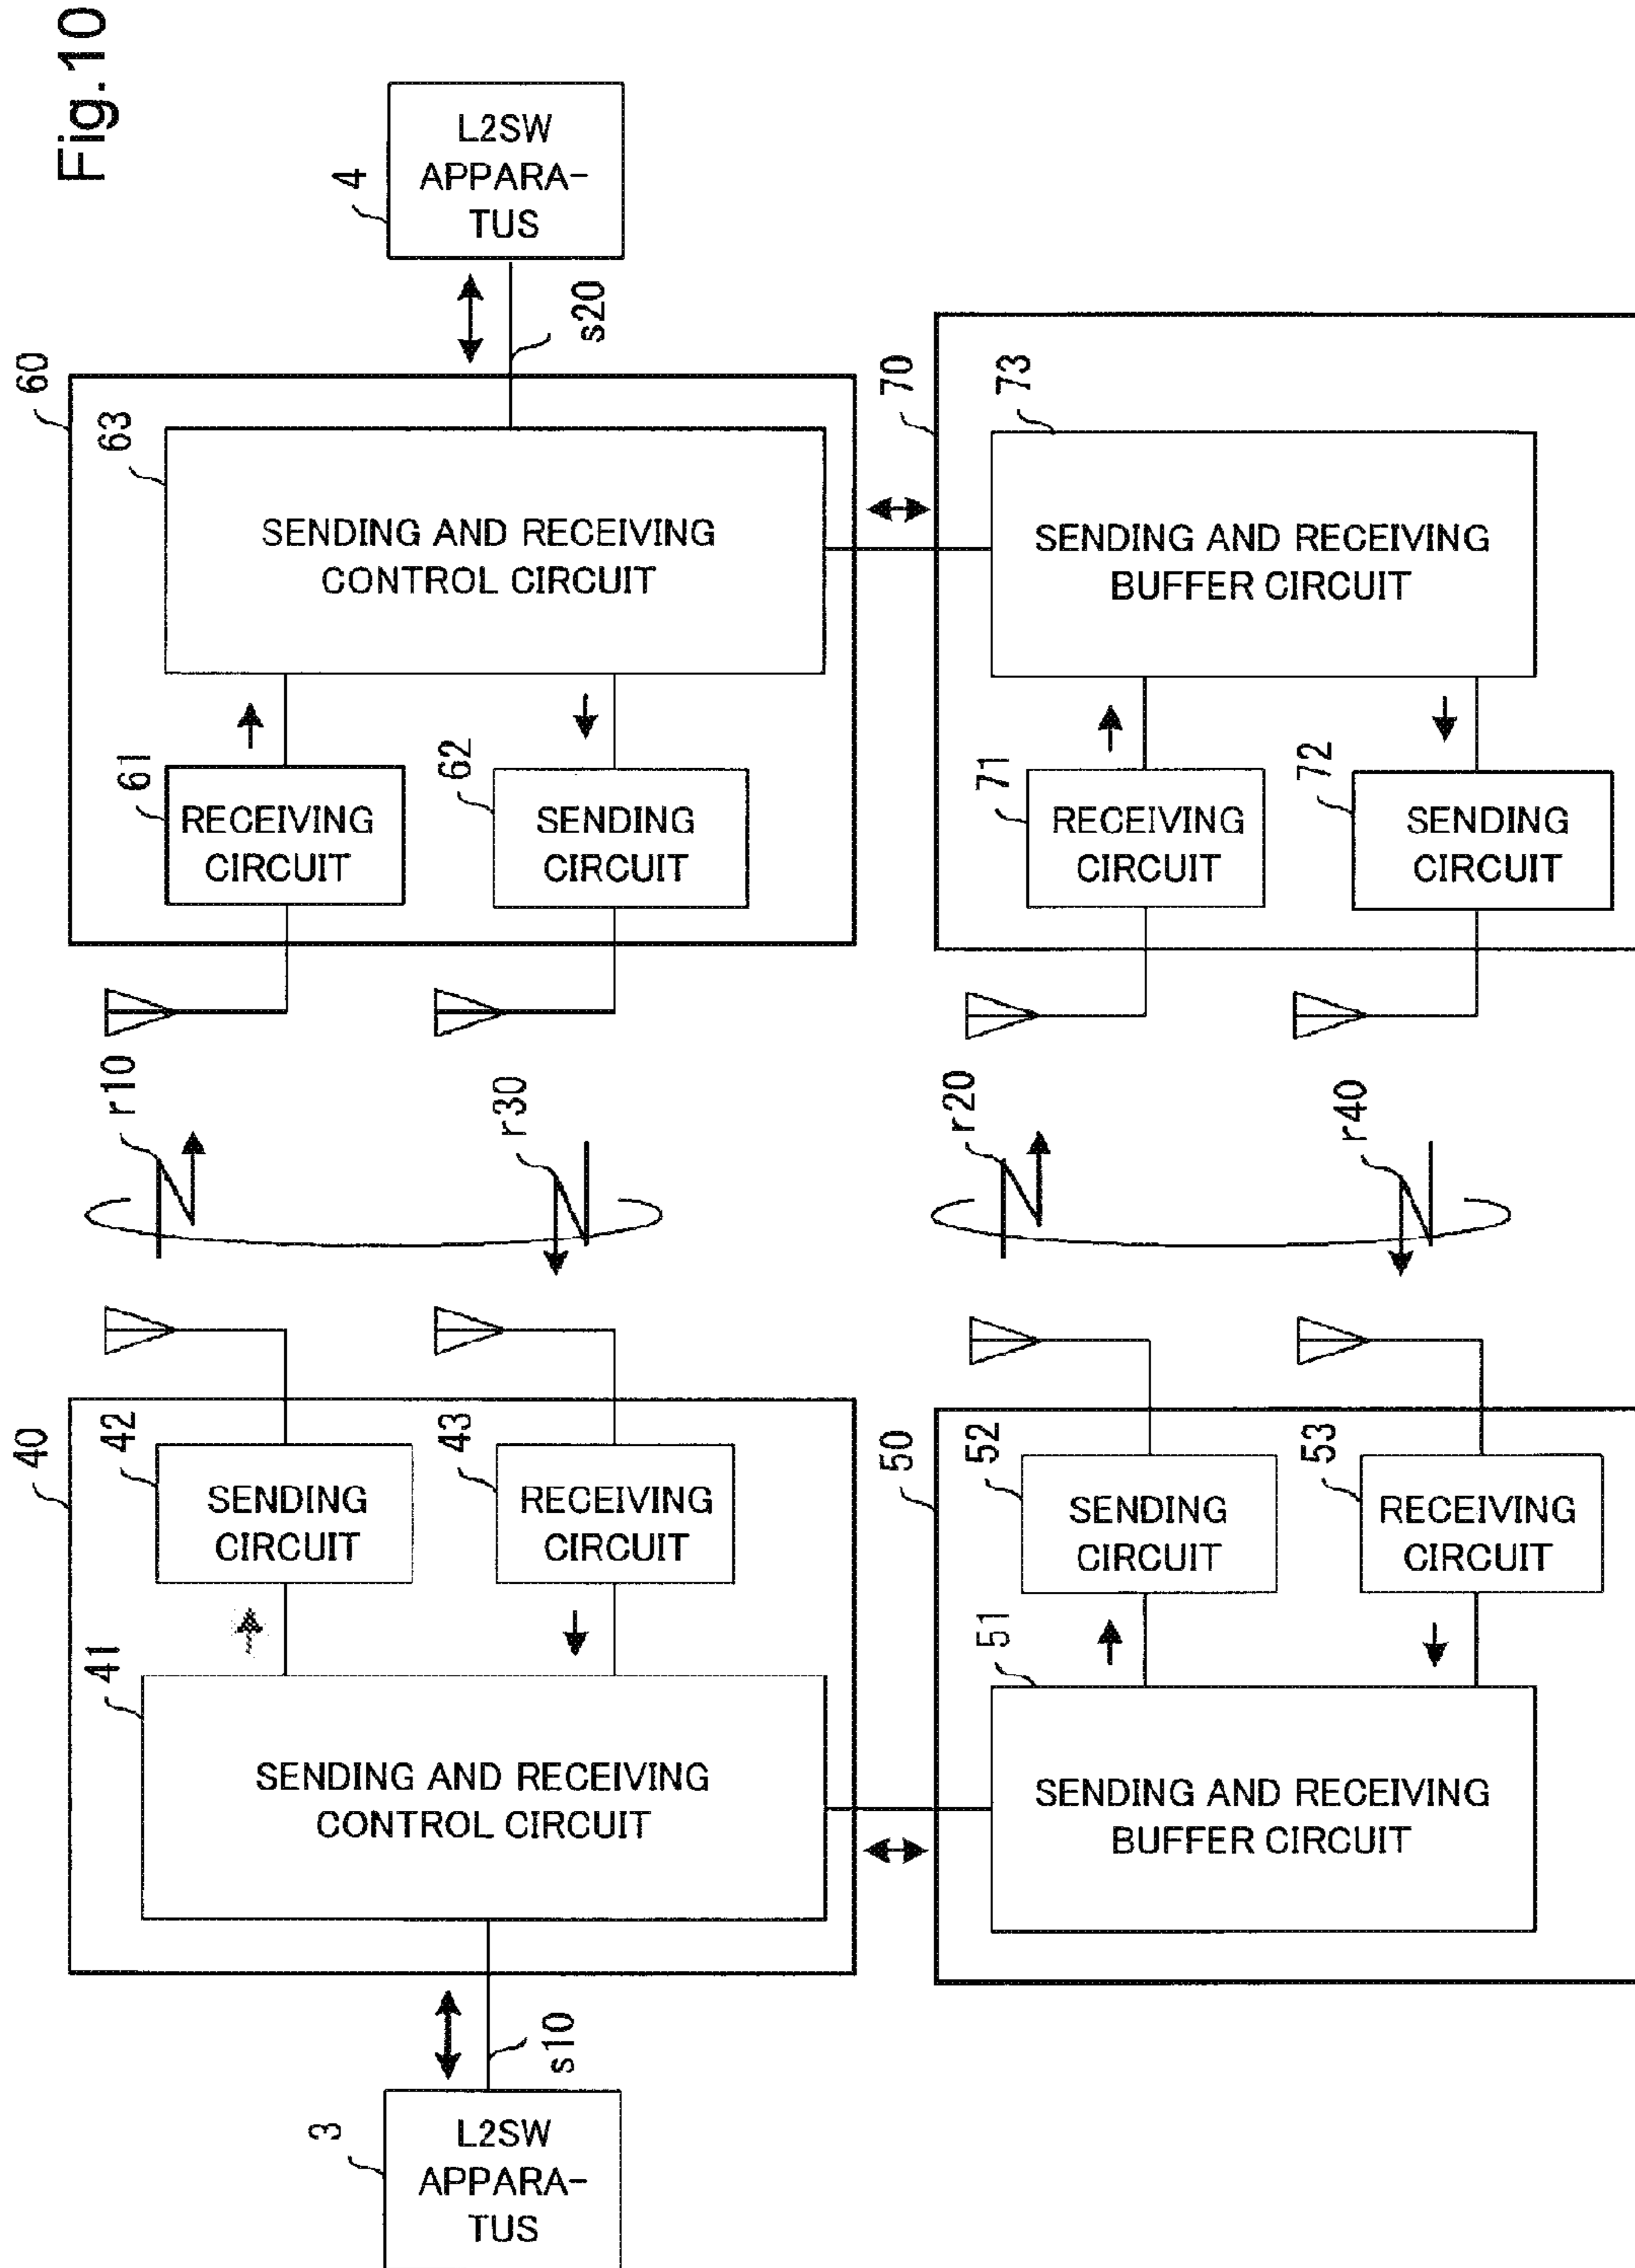 Fig.10
4
L2SW
APPARA-
TUS
s20
60
63
SENDING AND RECEIVING
CONTROL CIRCUIT
61
RECEIVING
CIRCUIT
62
SENDING
CIRCUIT
70
73
SENDING AND RECEIVING
BUFFER CIRCUIT
71
RECEIVING
CIRCUIT
72
SENDING
CIRCUIT
r10
r30
r20
r40
40
42
SENDING
CIRCUIT
43
RECEIVING
CIRCUIT
41
SENDING AND RECEIVING
CONTROL CIRCUIT
50
52
SENDING
CIRCUIT
53
RECEIVING
CIRCUIT
51
SENDING AND RECEIVING
BUFFER CIRCUIT
s10
3
L2SW
APPARA-
TUS